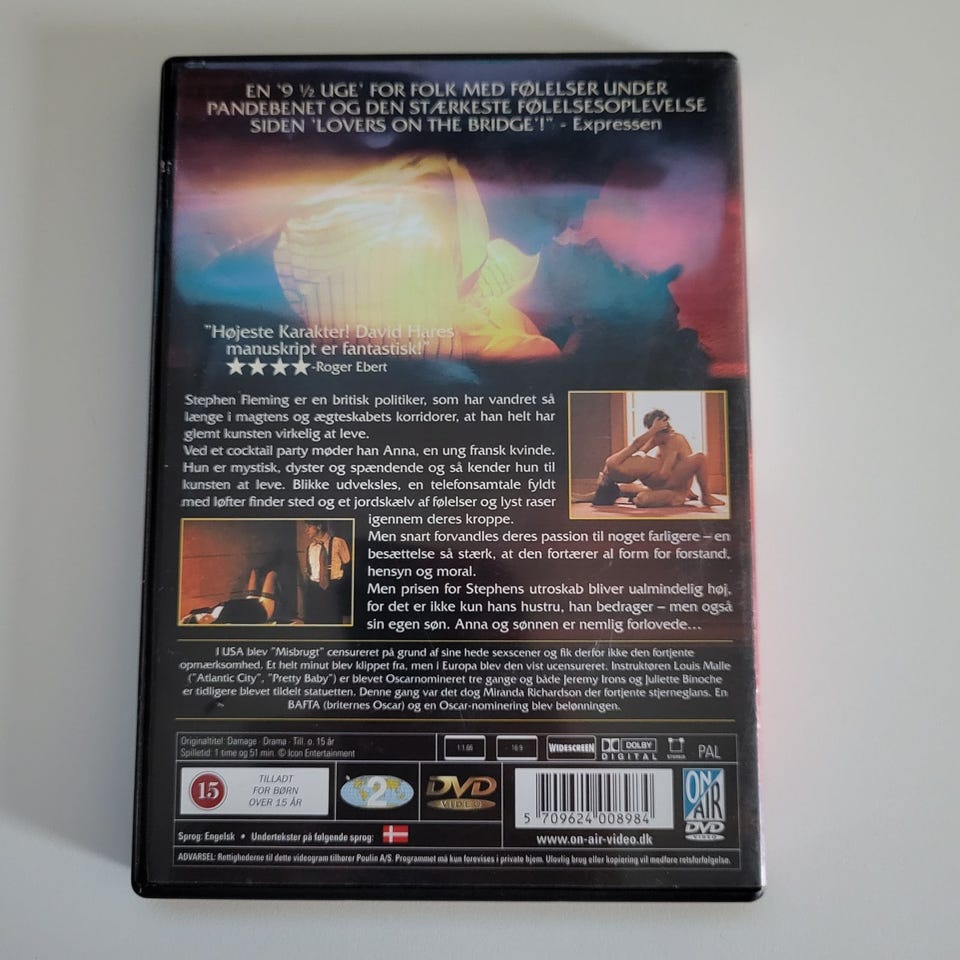 EN '9 ½ UGE' FOR FOLK MED FØLELSER UNDER
PANDEBENET OG DEN STÆRKESTE FØLELSESOPLEVELSE
SIDEN 'LOVERS ON THE BRIDGE'!" - Expressen
"Højeste Karakter! David Hares
manuskript er fantastisk!"
★★★★-Roger Ebert
Stephen Fleming er en britisk politiker, som har vandret så
længe i magtens og ægteskabets korridorer, at han helt har
glemt kunsten virkelig at leve.
Ved et cocktail party møder han Anna, en ung fransk kvinde.
Hun er mystisk, dyster og spændende og så kender hun til
kunsten at leve. Blikke udveksles, en telefonsamtale fyldt
med løfter finder sted og et jordskælv af følelser og lyst raser
igennem deres kroppe.
Men snart forvandles deres passion til noget farligere – en
besættelse så stærk, at den fortærer al form for forstand,
hensyn og moral.
Men prisen for Stephens utroskab bliver ualmindelig høj,
for det er ikke kun hans hustru, han bedrager – men også
sin egen søn. Anna og sønnen er nemlig forlovede...
I USA blev "Misbrugt" censureret på grund af sine hede sexscener og fik derfor ikke den fortjente
opmærksomhed. Et helt minut blev klippet fra, men i Europa blev den vist ucensureret. Instruktøren Louis Malle
("Atlantic City", "Pretty Baby") er blevet Oscarnomineret tre gange og både Jeremy Irons og Juliette Binoche
er tidligere blevet tildelt statuetten. Denne gang var det dog Miranda Richardson der fortjente stjerneglans. En
BAFTA (briternes Oscar) og en Oscar-nominering blev belønningen.
Originaltitel: Damage - Drama - Till. o. 15 år
Spilletid: 1 time og 51 min. © Icon Entertainment
1:1.66
16:9
WIDESCREEN
DOLBY
DIGITAL
STEREO
PAL
15
TILLADT
FOR BØRN
OVER 15 ÅR
2
DVD
VIDEO
5 709624 008984
www.on-air-video.dk
ON
AIR
DVD
VIDEO
Sprog: Engelsk • Undertekster på følgende sprog:
ADVARSEL: Rettighederne til dette videogram tilhører Poulin A/S. Programmet må kun forevises i private hjem. Ulovlig brug eller kopiering vil medføre retsforfølgelse.